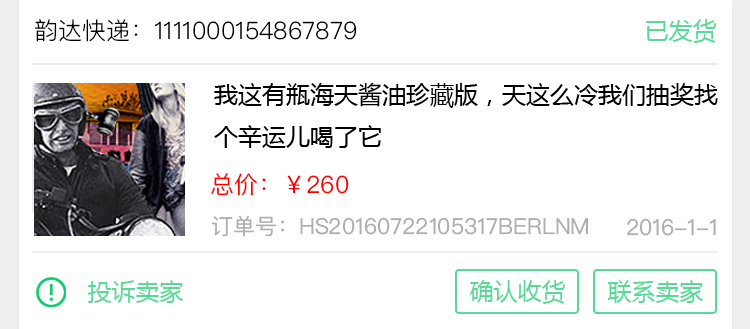 韵达快递：1111000154867879
已发货
我这有瓶海天酱油珍藏版，天这么冷我们抽奖找
个辛运儿喝了它
总价：￥260
订单号：HS20160722105317BERLNM
2016-1-1
投诉卖家
确认收货
联系卖家